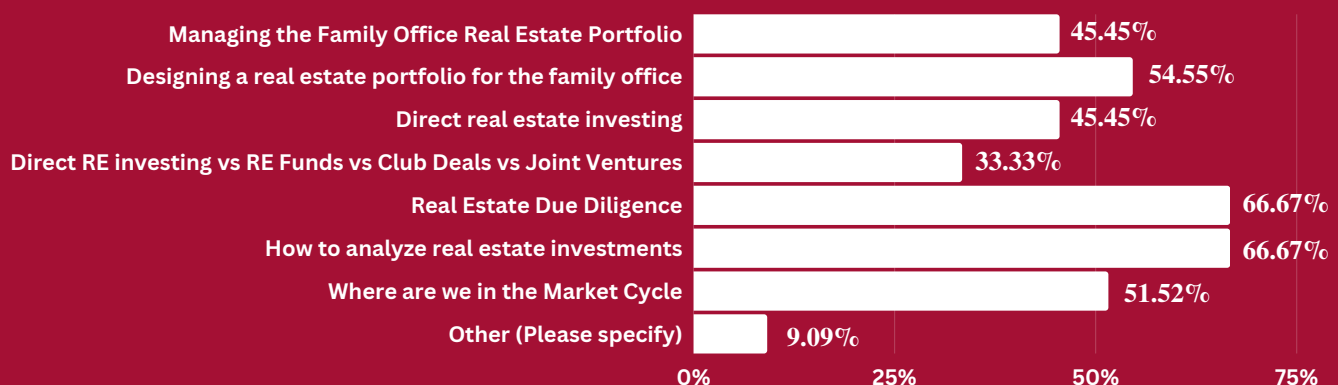 Managing the Family Office Real Estate Portfolio 45.45%
Designing a real estate portfolio for the family office 54.55%
Direct real estate investing 45.45%
Direct RE investing vs RE Funds vs Club Deals vs Joint Ventures 33.33%
Real Estate Due Diligence 66.67%
How to analyze real estate investments 66.67%
Where are we in the Market Cycle 51.52%
Other (Please specify) 9.09%
0% 25% 50% 75%